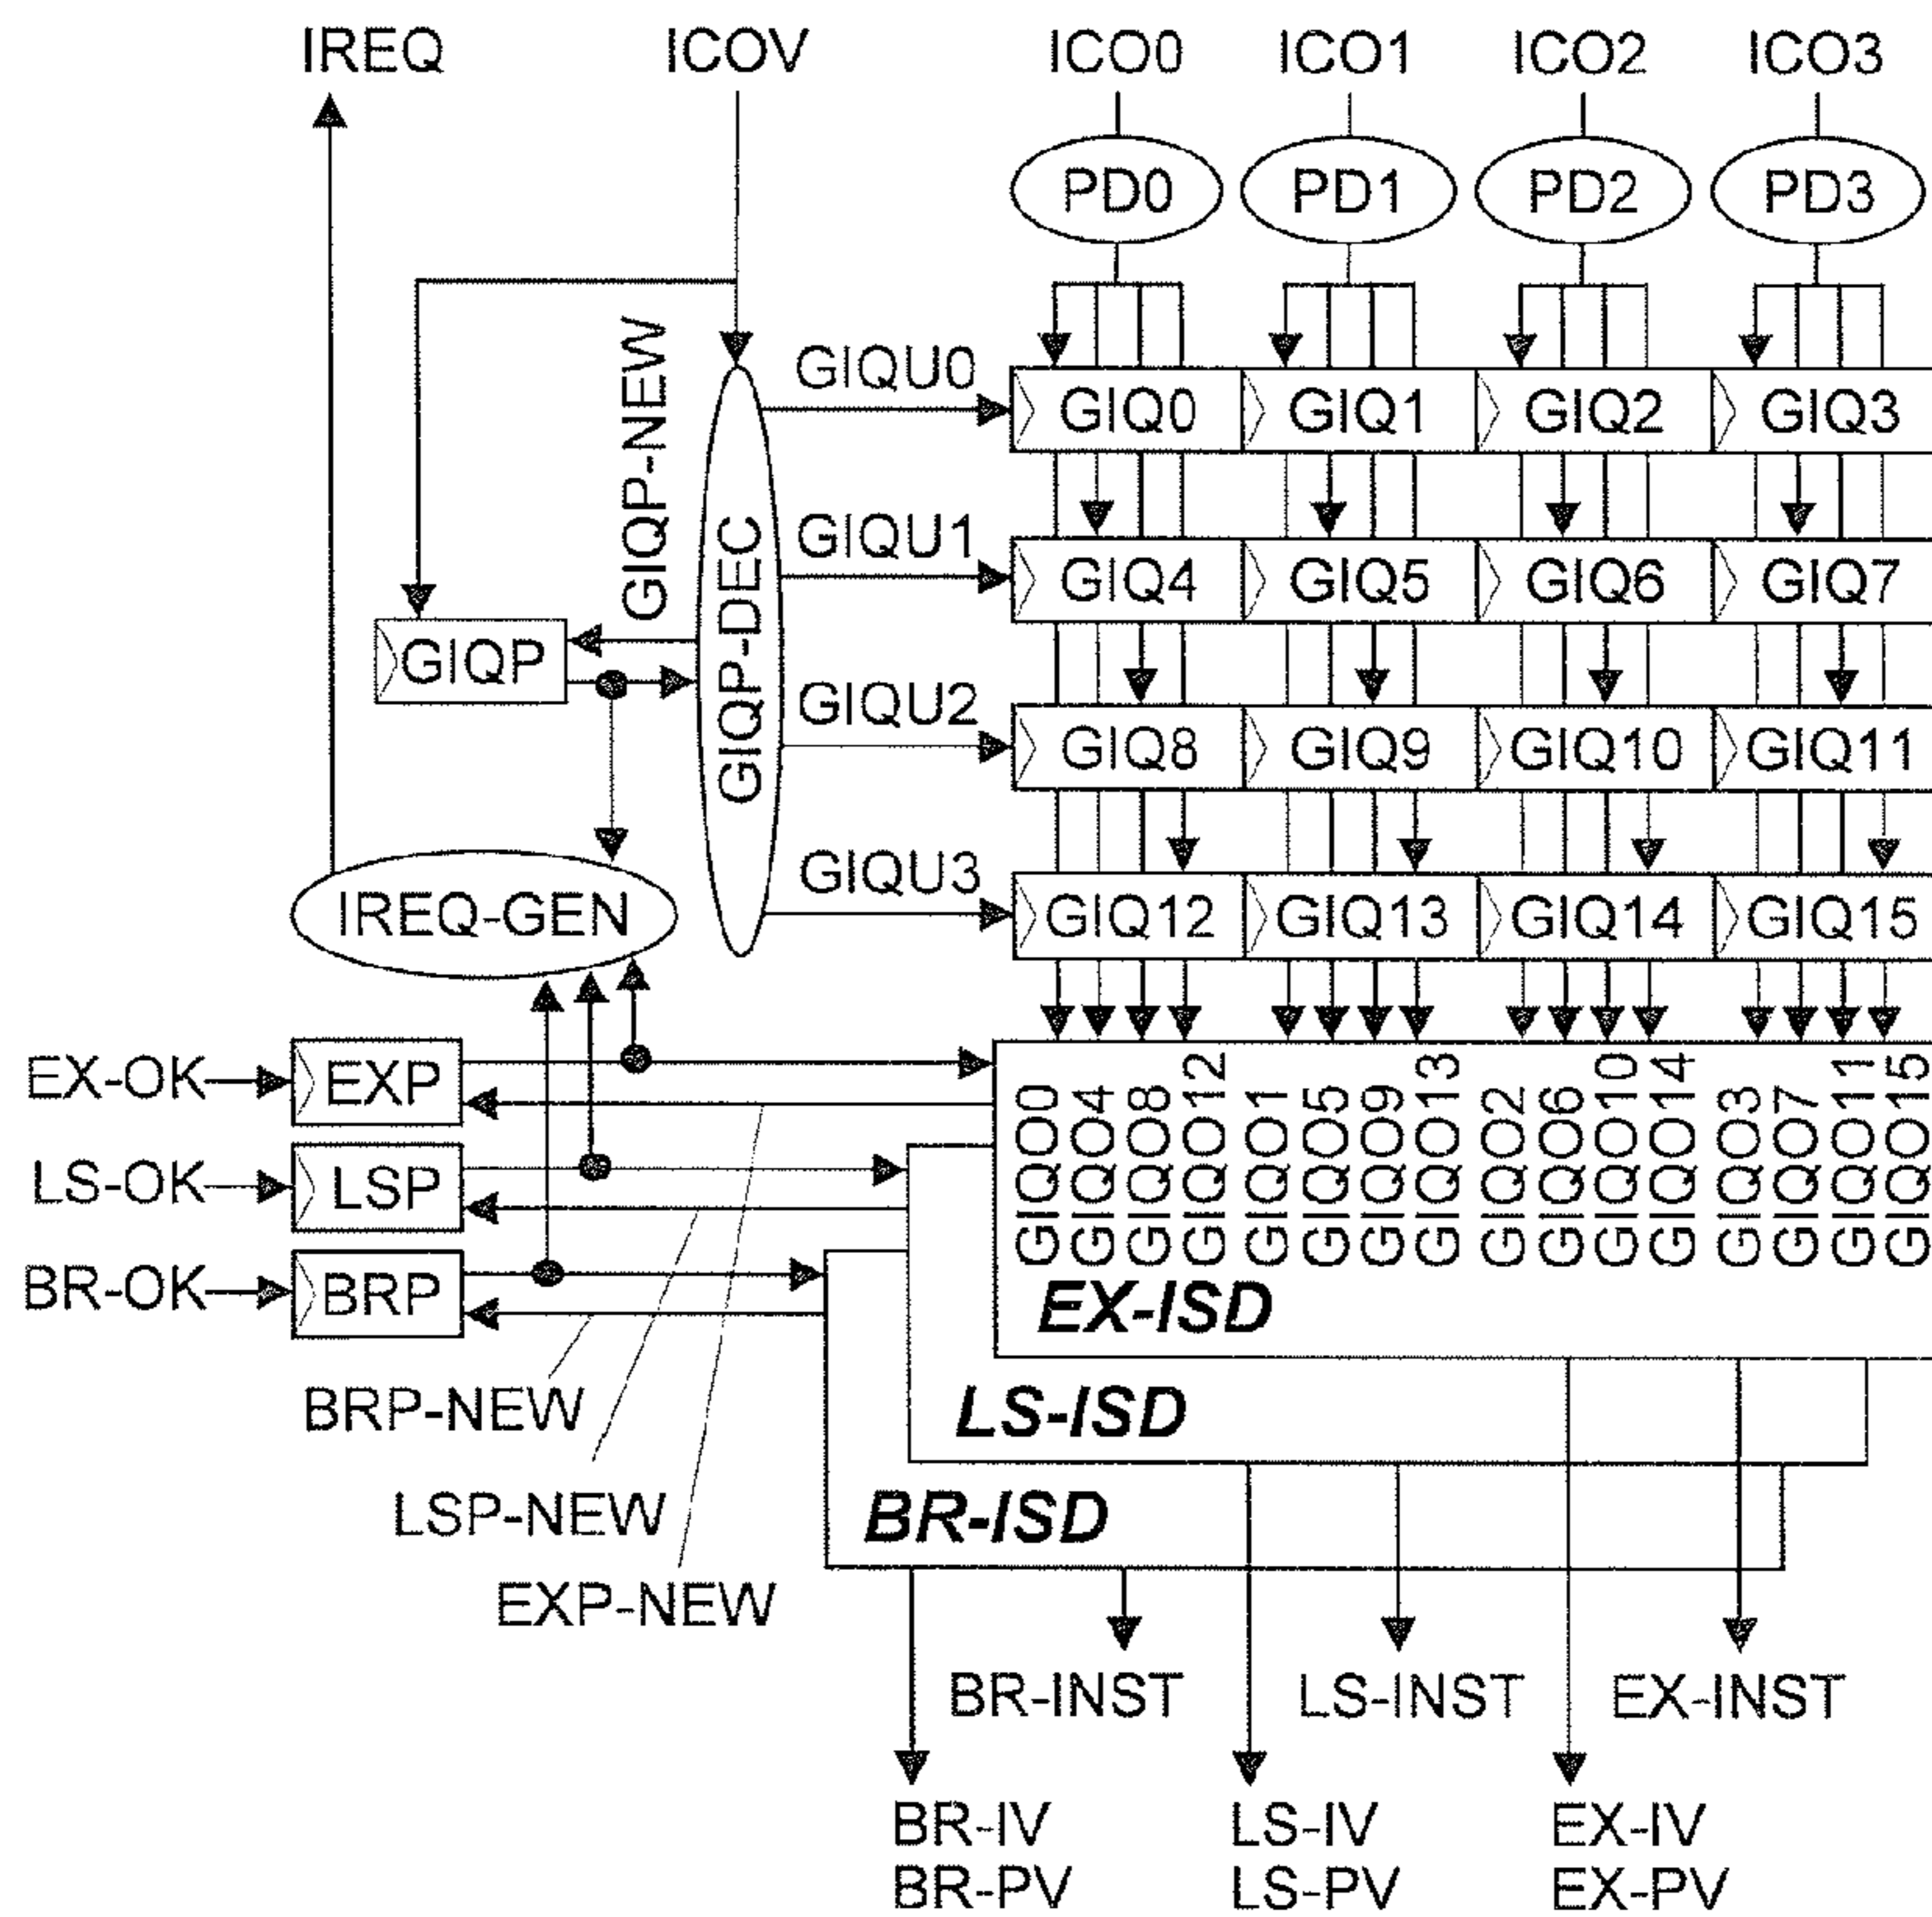 IREQ ICOV ICO0 ICO1 ICO2 ICO3
PD0 PD1 PD2 PD3
GIQP-NEW
GIQU0 GIQ0 GIQ1 GIQ2 GIQ3
GIQP-DEC
GIQU1 GIQ4 GIQ5 GIQ6 GIQ7
GIQP
GIQU2 GIQ8 GIQ9 GIQ10 GIQ11
GIQU3 GIQ12 GIQ13 GIQ14 GIQ15
IREQ-GEN
EX-OK EXP
LS-OK LSP
BR-OK BRP
GIQO0 GIQO4 GIQO8 GIQO12 GIQO1 GIQO5 GIQO9 GIQO13 GIQO2 GIQO6 GIQO10 GIQO14 GIQO3 GIQO7 GIQO11 GIQO15
EX-ISD
BRP-NEW LS-ISD
LSP-NEW BR-ISD
EXP-NEW
BR-INST LS-INST EX-INST
BR-IV LS-IV EX-IV
BR-PV LS-PV EX-PV